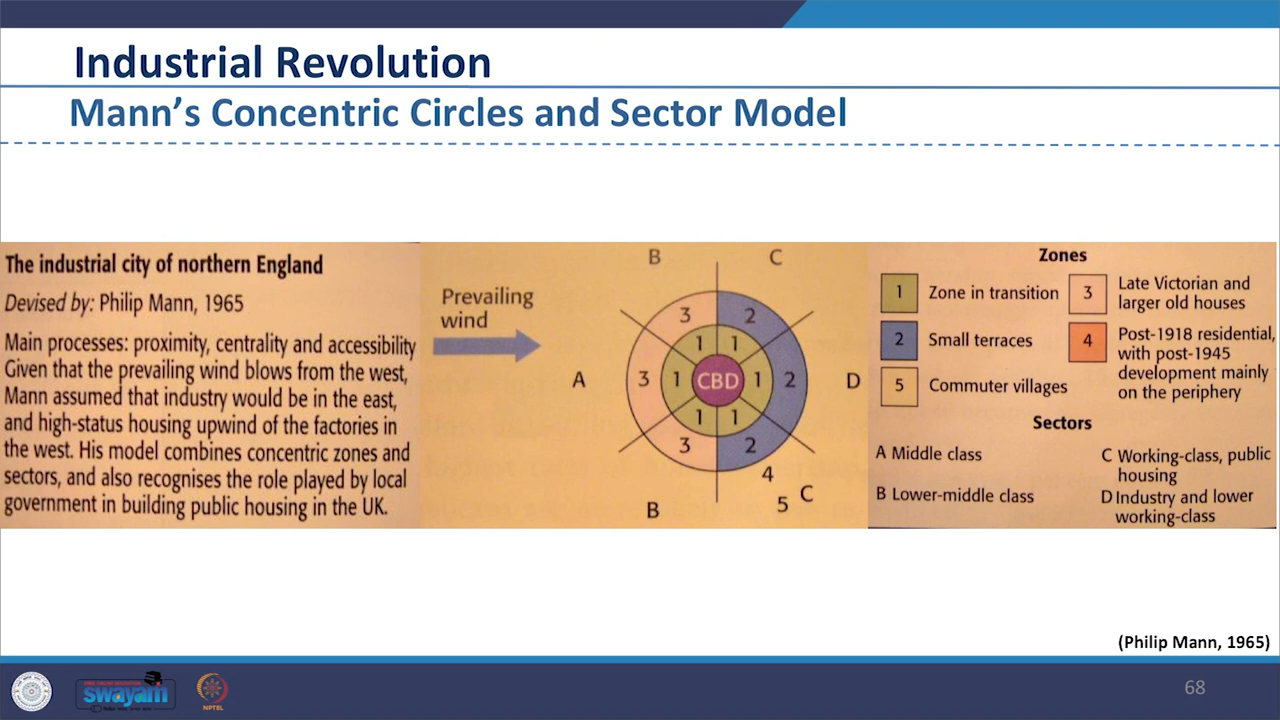 Industrial Revolution
Mann's Concentric Circles and Sector Model
The industrial city of northern England
Devised by: Philip Mann, 1965
Main processes: proximity, centrality and accessibility
Given that the prevailing wind blows from the west,
Mann assumed that industry would be in the east,
and high-status housing upwind of the factories in
the west. His model combines concentric zones and
sectors, and also recognises the role played by local
government in building public housing in the UK.
Prevailing
wind
B C
3 2
1 1
A 3 1 CBD 1 2 D
1 1
3 2
4
5 C
B
Zones
1 Zone in transition
2 Small terraces
5 Commuter villages
3 Late Victorian and
larger old houses
4 Post-1918 residential,
with post-1945
development mainly
on the periphery
Sectors
A Middle class
B Lower-middle class
C Working-class, public
housing
D Industry and lower
working-class
(Philip Mann, 1965)
swayam
NPTEL
68